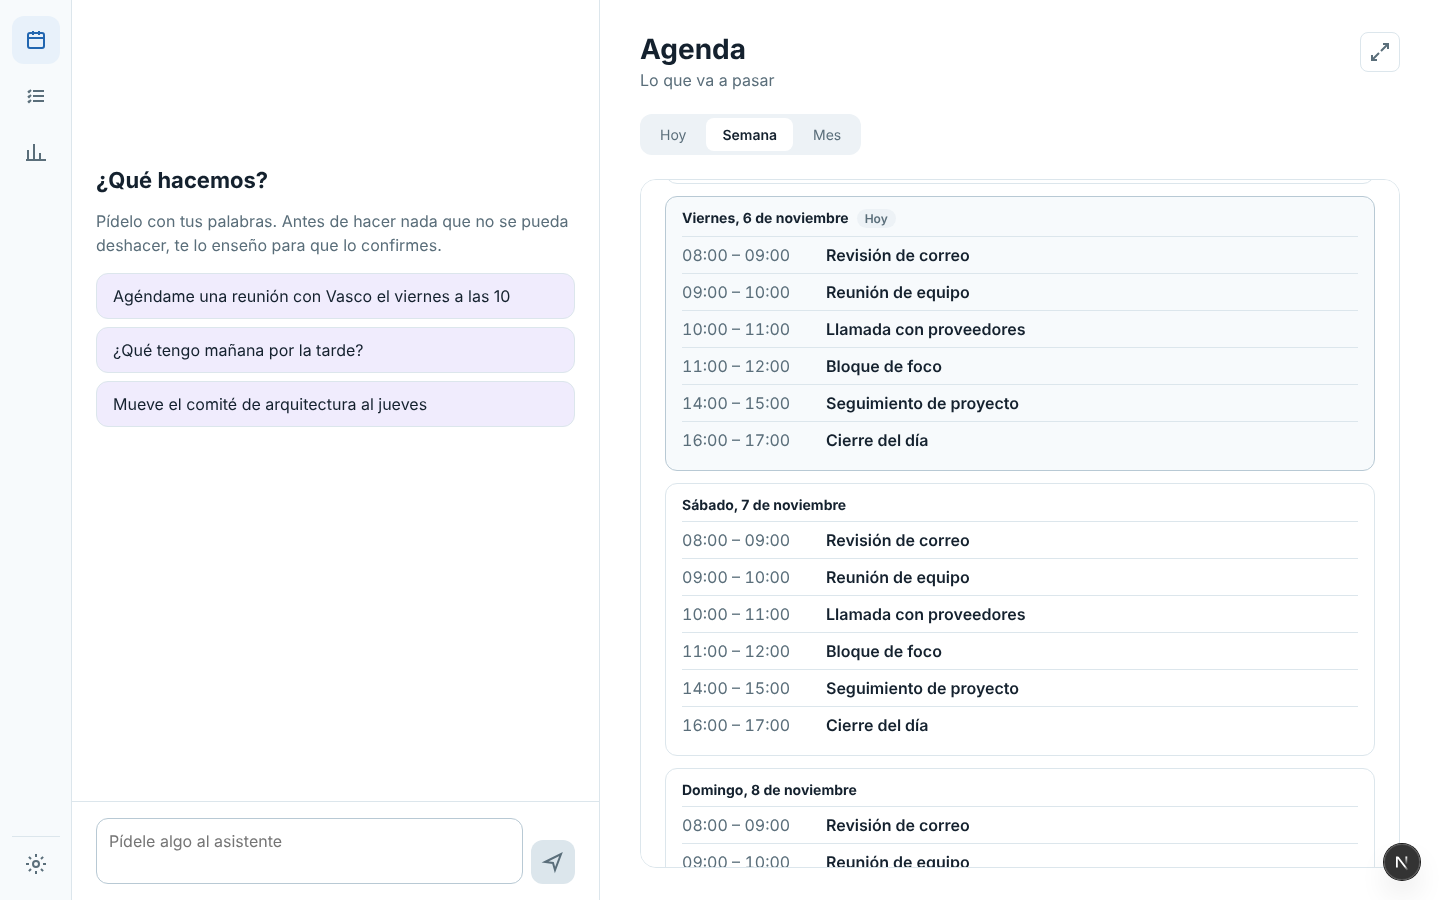 ¿Qué hacemos?
Pídelo con tus palabras. Antes de hacer nada que no se pueda
deshacer, te lo enseño para que lo confirmes.
Agéndame una reunión con Vasco el viernes a las 10
¿Qué tengo mañana por la tarde?
Mueve el comité de arquitectura al jueves
Pídele algo al asistente
Agenda
Lo que va a pasar
Hoy Semana Mes
Viernes, 6 de noviembre Hoy
08:00 – 09:00 Revisión de correo
09:00 – 10:00 Reunión de equipo
10:00 – 11:00 Llamada con proveedores
11:00 – 12:00 Bloque de foco
14:00 – 15:00 Seguimiento de proyecto
16:00 – 17:00 Cierre del día
Sábado, 7 de noviembre
08:00 – 09:00 Revisión de correo
09:00 – 10:00 Reunión de equipo
10:00 – 11:00 Llamada con proveedores
11:00 – 12:00 Bloque de foco
14:00 – 15:00 Seguimiento de proyecto
16:00 – 17:00 Cierre del día
Domingo, 8 de noviembre
08:00 – 09:00 Revisión de correo
09:00 – 10:00 Reunión de equipo
N